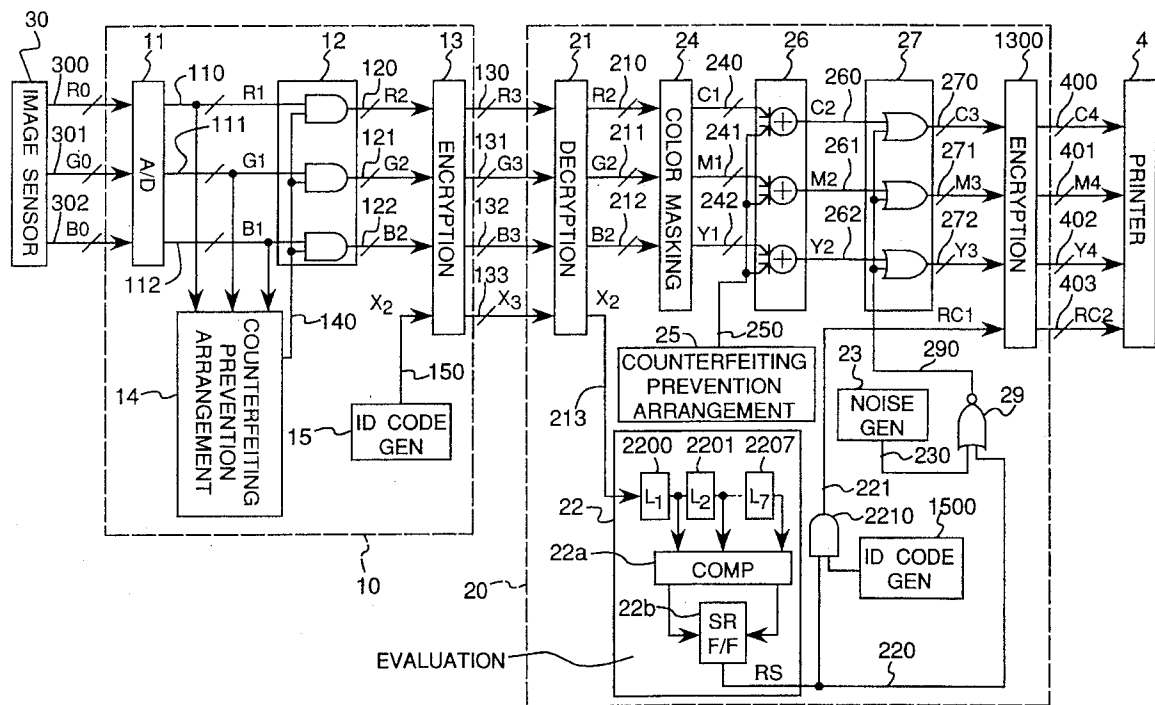 30
300
R0
301
G0
302
B0
IMAGE SENSOR
11
110
A/D
111
112
R1
G1
B1
12
120
R2
121
G2
122
B2
13
ENCRYPTION
130
R3
131
G3
132
B3
133
X3
X2
140
14
COUNTERFEITING
PREVENTION
ARRANGEMENT
150
15
ID CODE
GEN
10
21
DECRYPTION
210
R2
211
G2
212
B2
X2
213
24
COLOR MASKING
240
C1
241
M1
242
Y1
26
260
C2
261
M2
262
Y2
27
270
C3
271
M3
272
Y3
1300
ENCRYPTION
400
C4
401
M4
402
Y4
403
RC2
4
PRINTER
RC1
25
250
COUNTERFEITING
PREVENTION
ARRANGEMENT
23
NOISE
GEN
230
290
29
221
2210
1500
ID CODE
GEN
220
2200
2201
2207
L1
L2
L7
22
22a
COMP
22b
SR
F/F
RS
EVALUATION
20